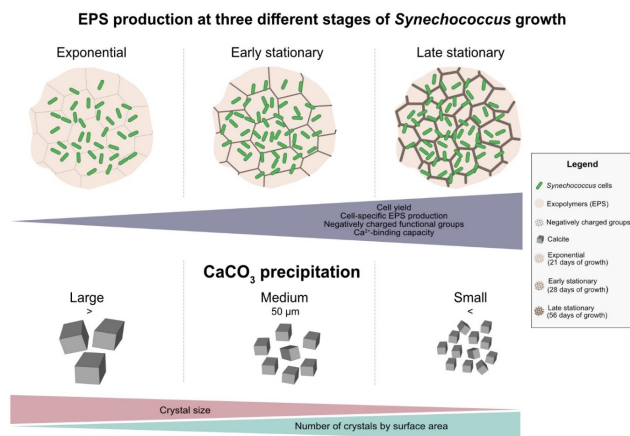 EPS production at three different stages of Synechococcus growth
Exponential
Early stationary
Late stationary
Cell yield
Cell-specific EPS production
Negatively charged functional groups
Ca²⁺-binding capacity
CaCO₃ precipitation
Large
>
Medium
50 µm
Small
<
Crystal size
Number of crystals by surface area
Legend
Synechococcus cells
Exopolymers (EPS)
Negatively charged groups
Calcite
Exponential
(21 days of growth)
Early stationary
(28 days of growth)
Late stationary
(56 days of growth)